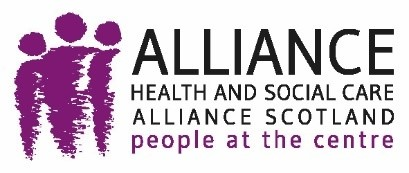 ALLIANCE
HEALTH AND SOCIAL CARE
ALLIANCE SCOTLAND
people at the centre